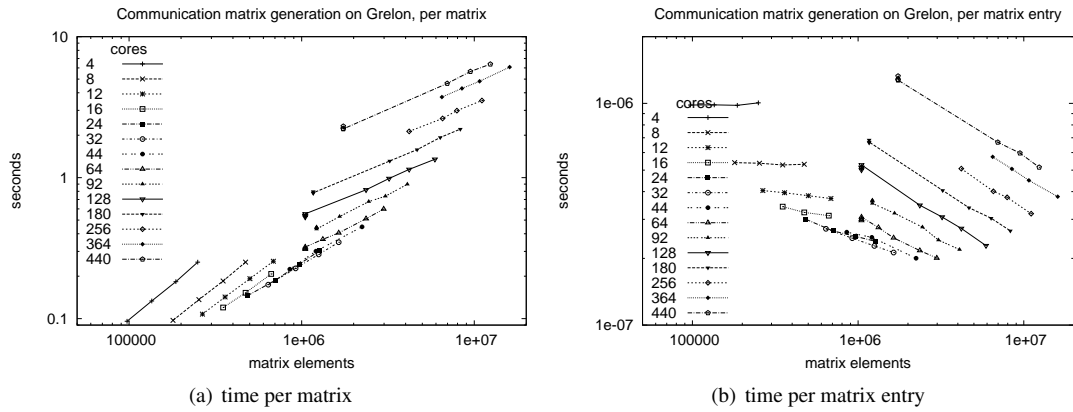 Communication matrix generation on Grelon, per matrix
10
1
0.1
seconds
cores
4
8
12
16
24
32
44
64
92
128
180
256
364
440
100000
1e+06
1e+07
matrix elements
(a) time per matrix
Communication matrix generation on Grelon, per matrix entry
1e-06
1e-07
seconds
cores
4
8
12
16
24
32
44
64
92
128
180
256
364
440
100000
1e+06
1e+07
matrix elements
(b) time per matrix entry